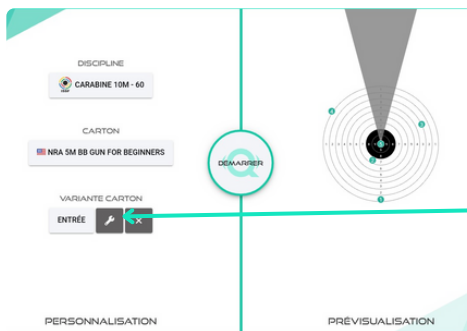 DISCIPLINE
CARABINE 10M - 60
CARTON
NRA 5M BB GUN FOR BEGINNERS
DEMARRER
VARIANTE CARTON
ENTRÉE
PERSONNALISATION
PRÉVISUALISATION